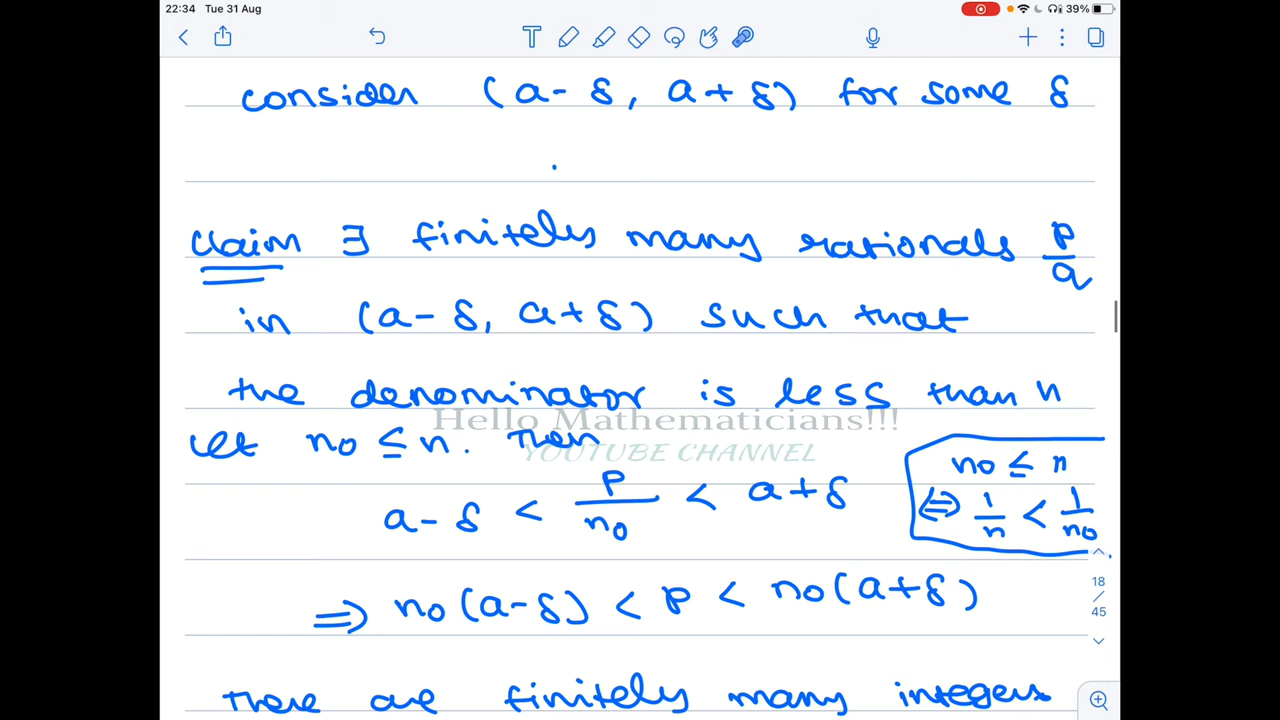 22:34 Tue 31 Aug
39%
consider (a - δ, a + δ) for some δ
claim ∃ finitely many rationals p/q
in (a - δ, a + δ) such that
the denominator is less than n
Hello Mathematicians!!!
let n0 ≤ n. Then
YOUTUBE CHANNEL
n0 ≤ n
a - δ < p/n0 < a + δ
⇔ 1/n < 1/n0
18 / 45
⇒ n0(a - δ) < p < n0(a + δ)
There are finitely many integers